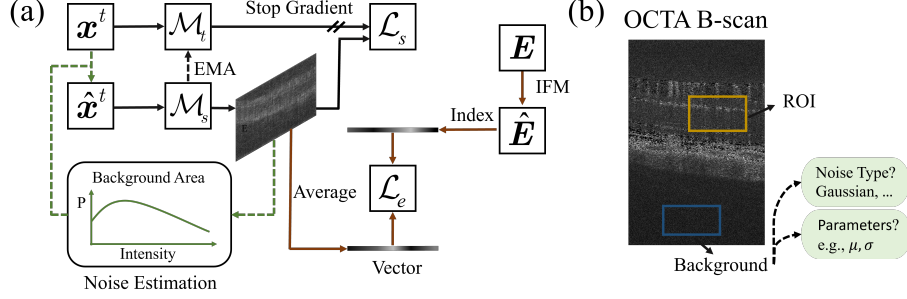 (a)
x^t
M_t
Stop Gradient
L_s
EMA
x̂^t
M_s
E
IFM
Ê
Index
L_e
Average
Vector
Background Area
P
Intensity
Noise Estimation
(b)
OCTA B-scan
ROI
Background
Noise Type?
Gaussian, ...
Parameters?
e.g., μ, σ